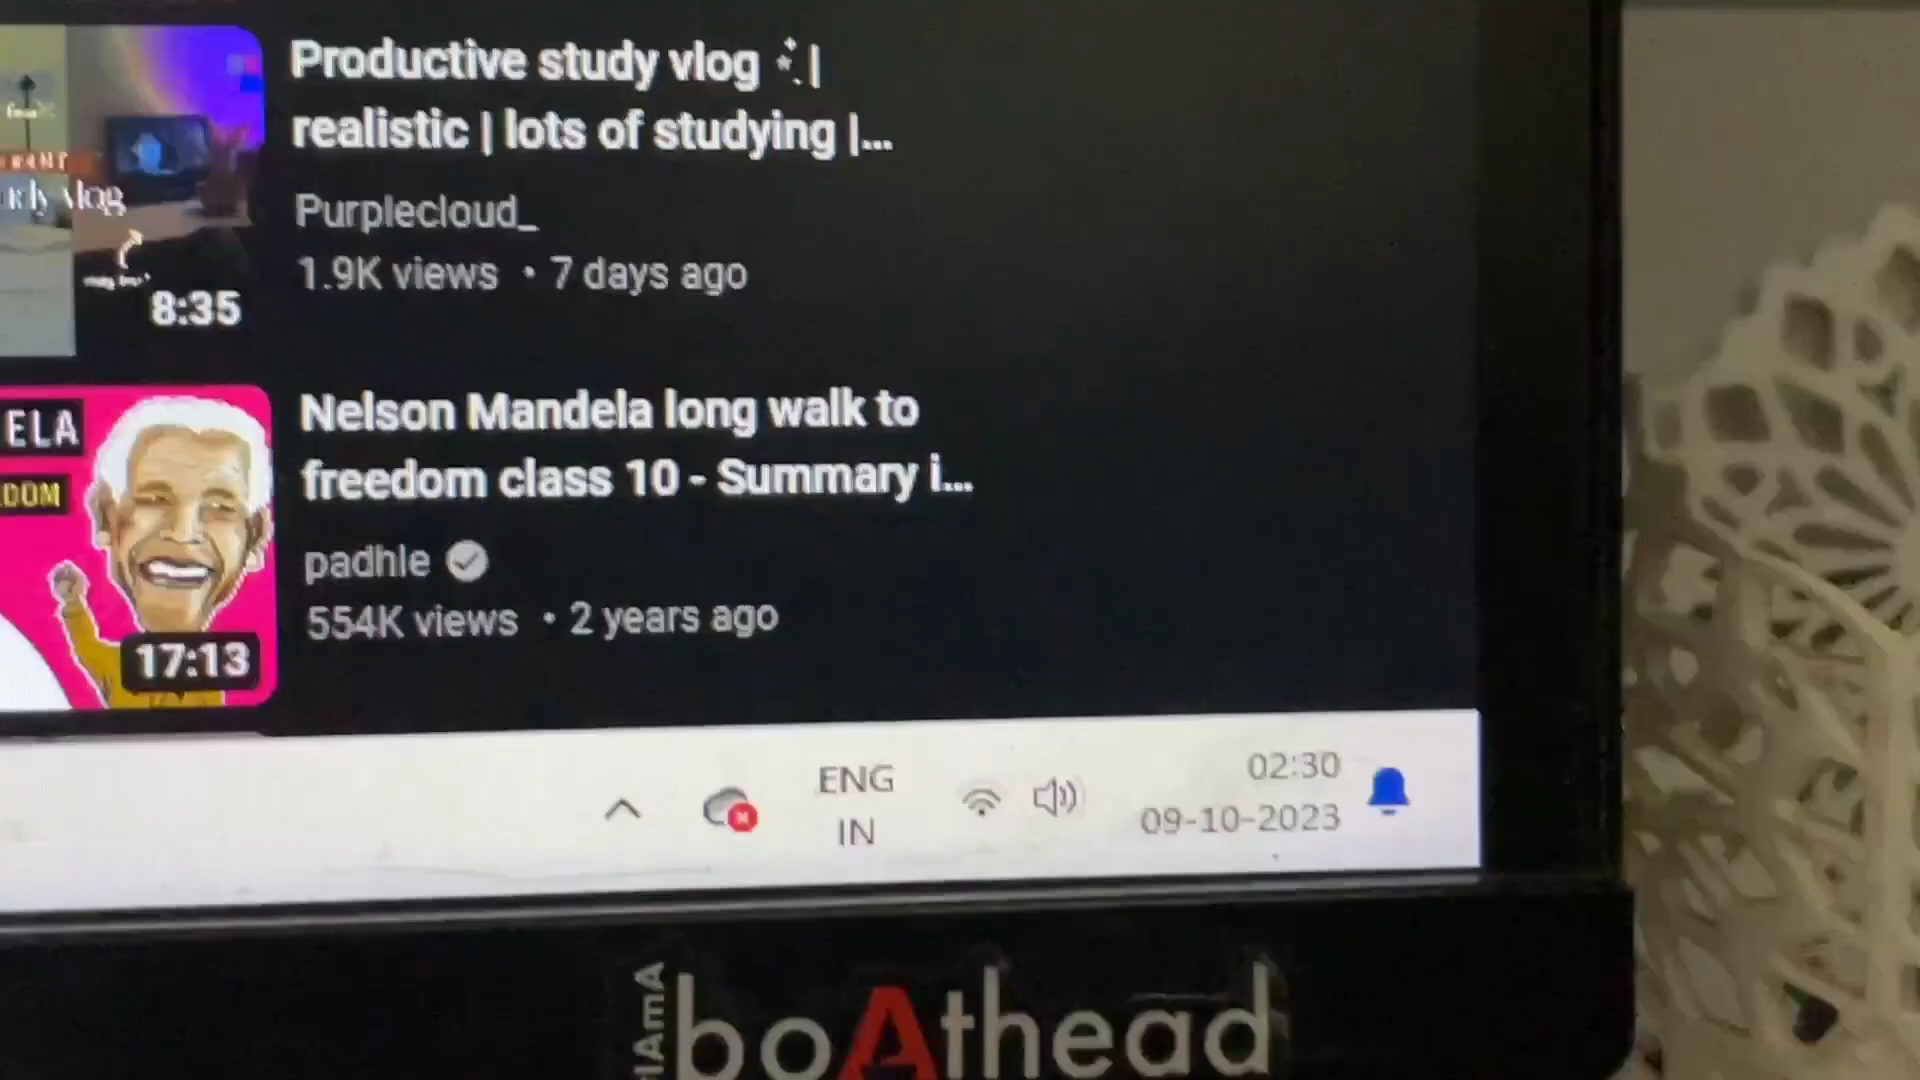 Productive study vlog ⋆.˚ |
realistic | lots of studying |...
Purplecloud_
1.9K views • 7 days ago
vlog
8:35
ELA
DOM
Nelson Mandela long walk to
freedom class 10 - Summary i...
padhle
554K views • 2 years ago
17:13
ENG
IN
02:30
09-10-2023
IAmA
boAthead